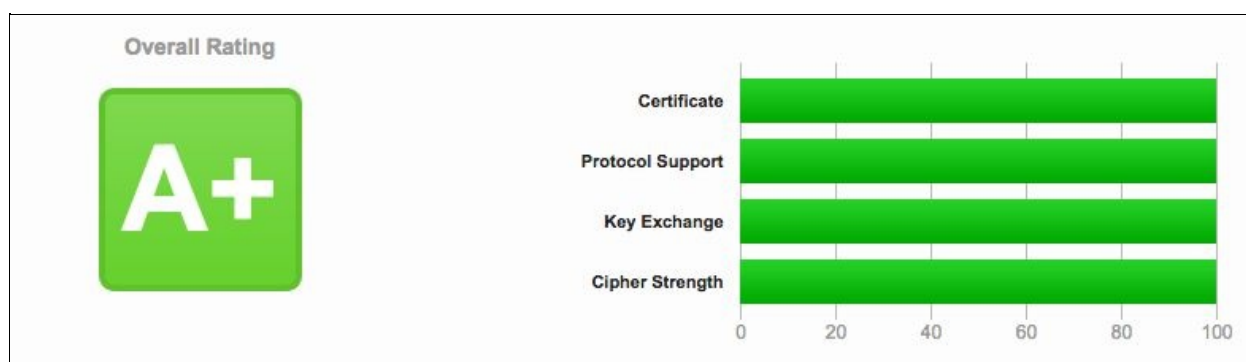 Overall Rating
A+
Certificate
Protocol Support
Key Exchange
Cipher Strength
0 20 40 60 80 100